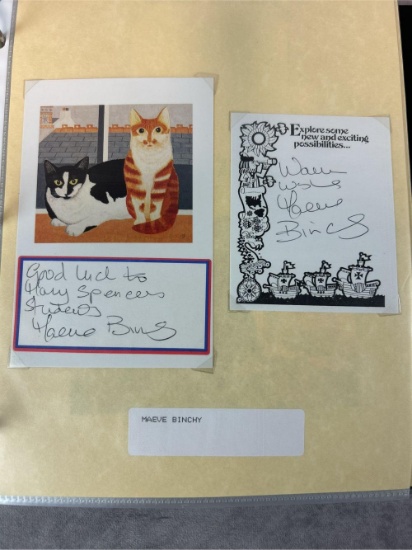 Good luck to
Mary Spencers
Students
Maeve Binchy
Explore some
new and exciting
possibilities...
Warm
wishes
Maeve
Binchy
MAEVE BINCHY